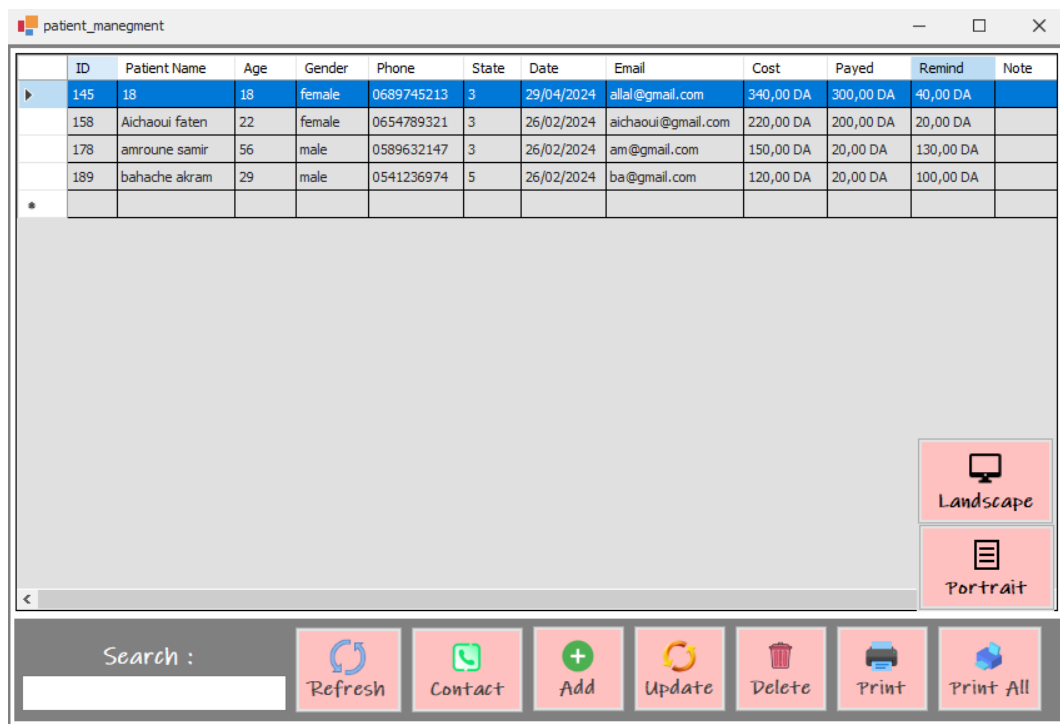 patient_manegment
ID Patient Name Age Gender Phone State Date Email Cost Payed Remind Note
145 18 18 female 0689745213 3 29/04/2024 allal@gmail.com 340,00 DA 300,00 DA 40,00 DA
158 Aichaoui faten 22 female 0654789321 3 26/02/2024 aichaoui@gmail.com 220,00 DA 200,00 DA 20,00 DA
178 amroune samir 56 male 0589632147 3 26/02/2024 am@gmail.com 150,00 DA 20,00 DA 130,00 DA
189 bahache akram 29 male 0541236974 5 26/02/2024 ba@gmail.com 120,00 DA 20,00 DA 100,00 DA
Landscape
Portrait
Search :
Refresh Contact Add Update Delete Print Print All